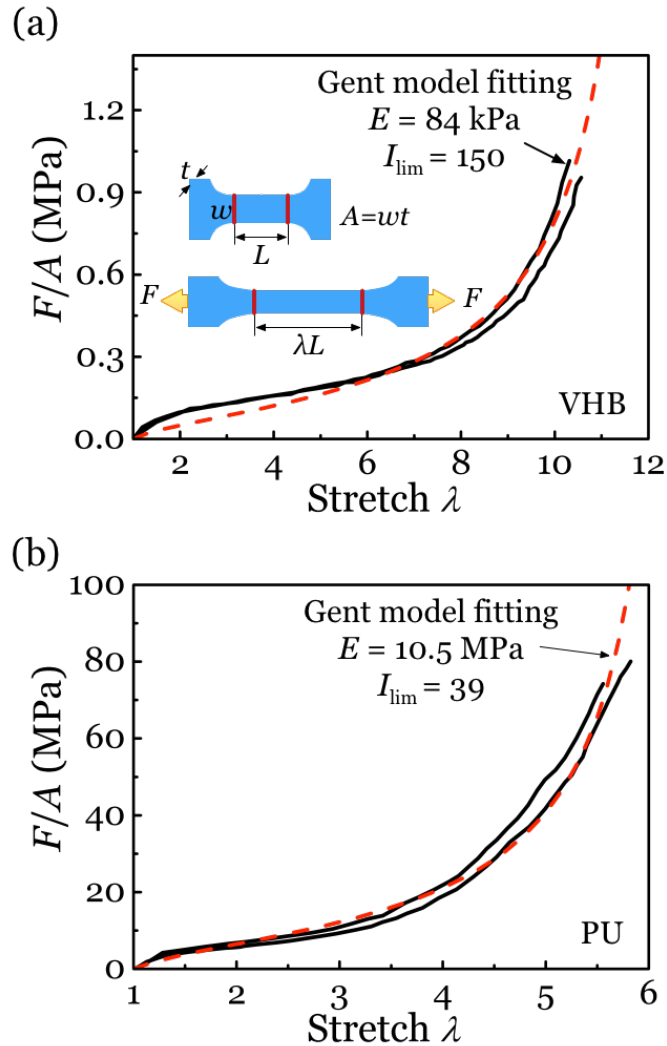 (a)
1.2
0.9
0.6
0.3
0.0
F/A (MPa)
Gent model fitting
E = 84 kPa
I_lim = 150
t
w
A=wt
L
F
F
λL
VHB
2
4
6
8
10
12
Stretch λ
(b)
100
80
60
40
20
0
F/A (MPa)
Gent model fitting
E = 10.5 MPa
I_lim = 39
PU
1
2
3
4
5
6
Stretch λ